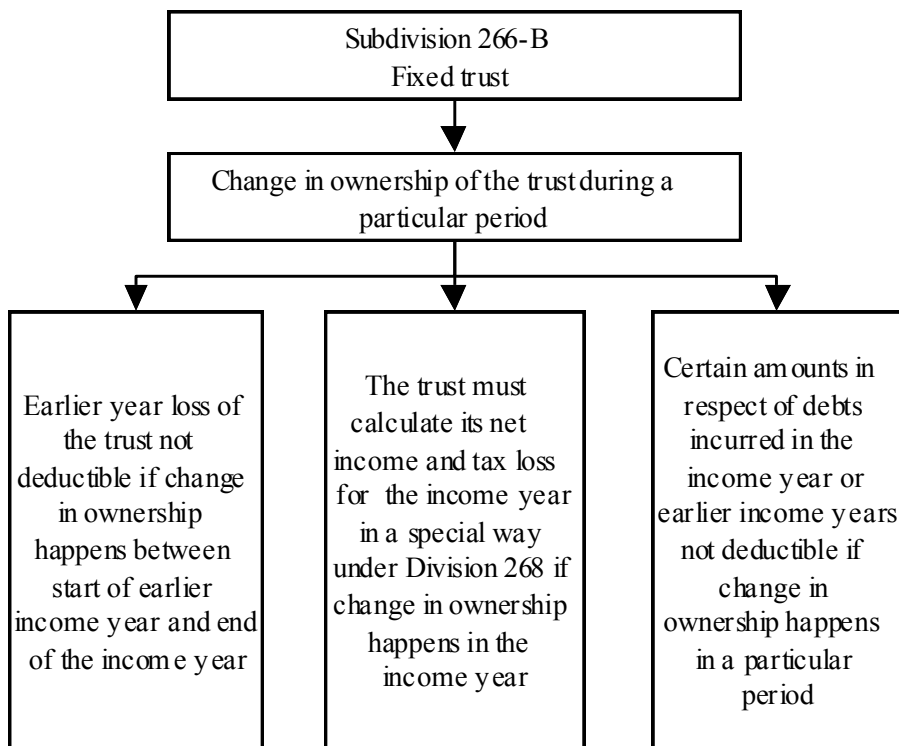 Subdivision 266-B
Fixed trust
Change in ownership of the trust during a
particular period
Earlier year loss of
the trust not
deductible if change
in ownership
happens between
start of earlier
income year and end
of the income year
The trust must
calculate its net
income and tax loss
for the income year
in a special way
under Division 268 if
change in ownership
happens in the
income year
Certain amounts in
respect of debts
incurred in the
income year or
earlier income years
not deductible if
change in
ownership happens
in a particular
period